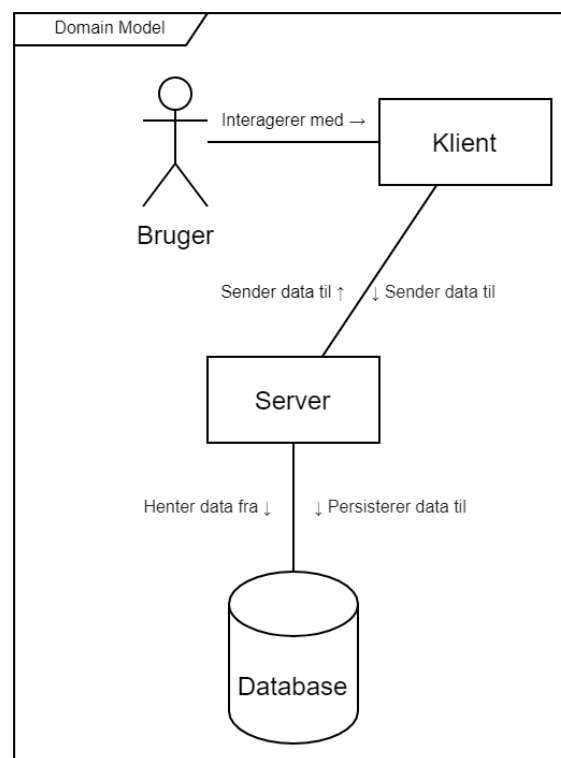 Domain Model
Interagerer med →
Klient
Bruger
Sender data til ↑
↓ Sender data til
Server
Henter data fra ↓
↓ Persisterer data til
Database